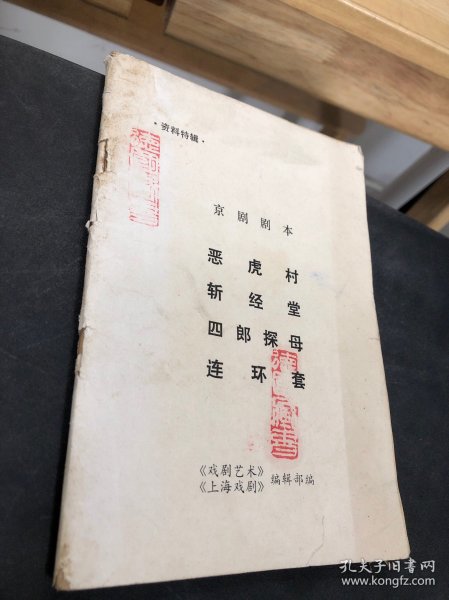 ·资料特辑·
京剧剧本
恶虎村
斩经堂
四郎探母
连环套
《戏剧艺术》
《上海戏剧》 编辑部编
孔夫子旧书网
www.kongfz.com